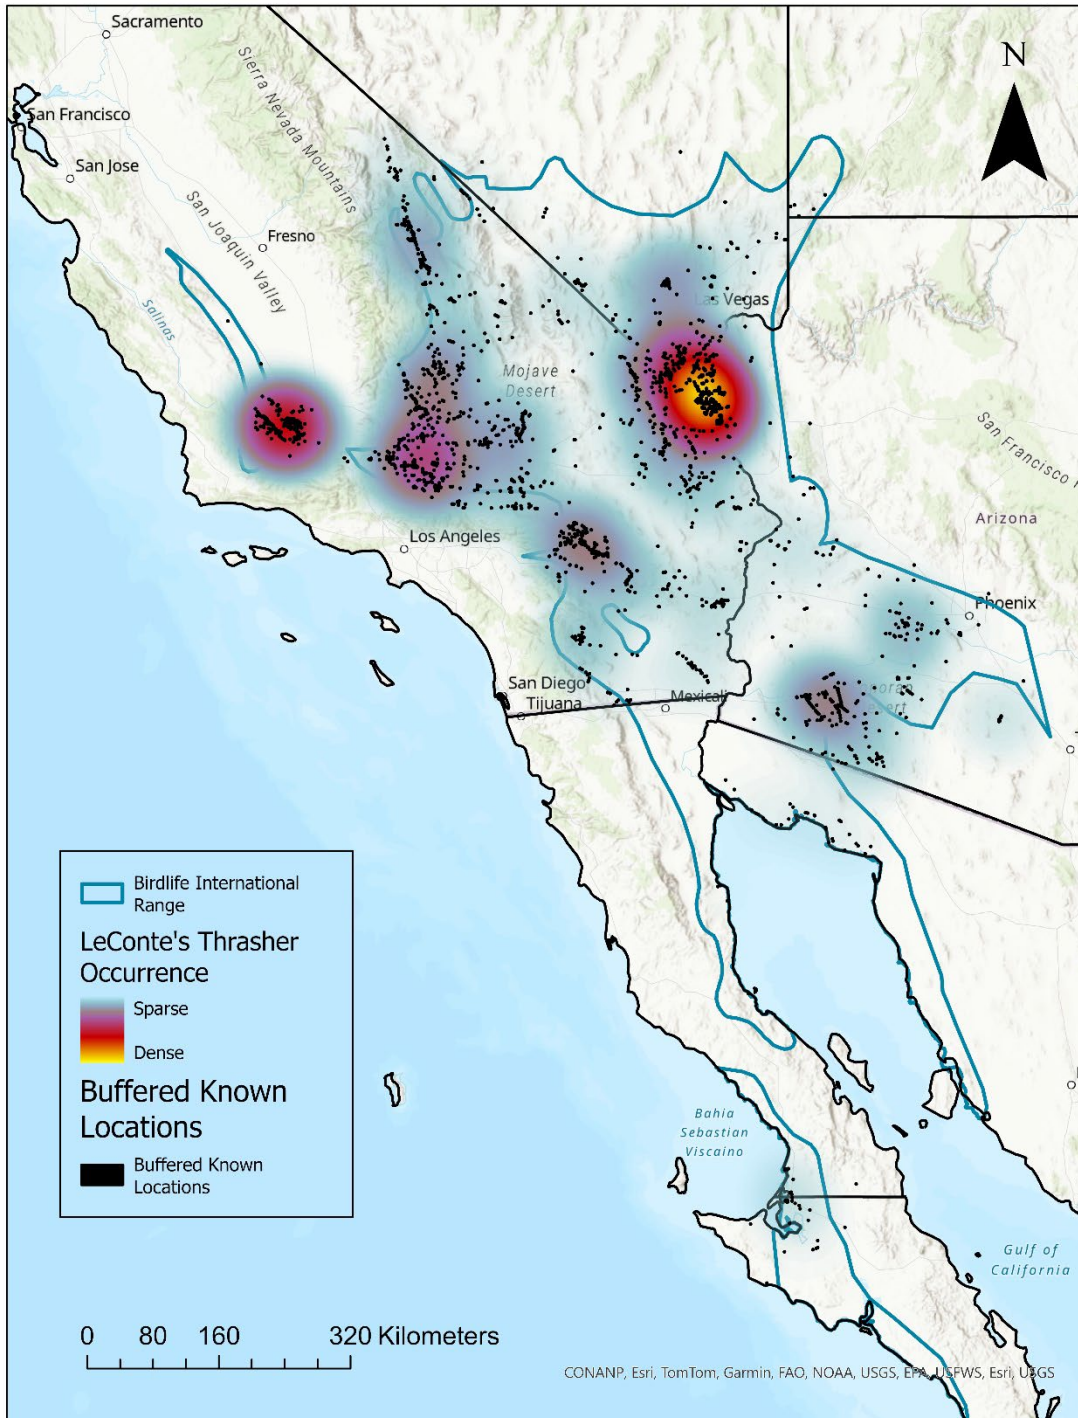 Sacramento
N
Sierra Nevada Mountains
San Francisco
San Jose
San Joaquin Valley
Fresno
Salinas
Las Vegas
Mojave
Desert
San Francisco
Arizona
Los Angeles
Phoenix
San Diego
Tijuana
Mexicali
Birdlife International
Range
LeConte's Thrasher
Occurrence
Sparse
Dense
Buffered Known
Locations
Buffered Known
Locations
Bahia
Sebastian
Viscaino
Gulf of
California
0 80 160 320 Kilometers
CONANP, Esri, TomTom, Garmin, FAO, NOAA, USGS, EPA, USFWS, Esri, USGS